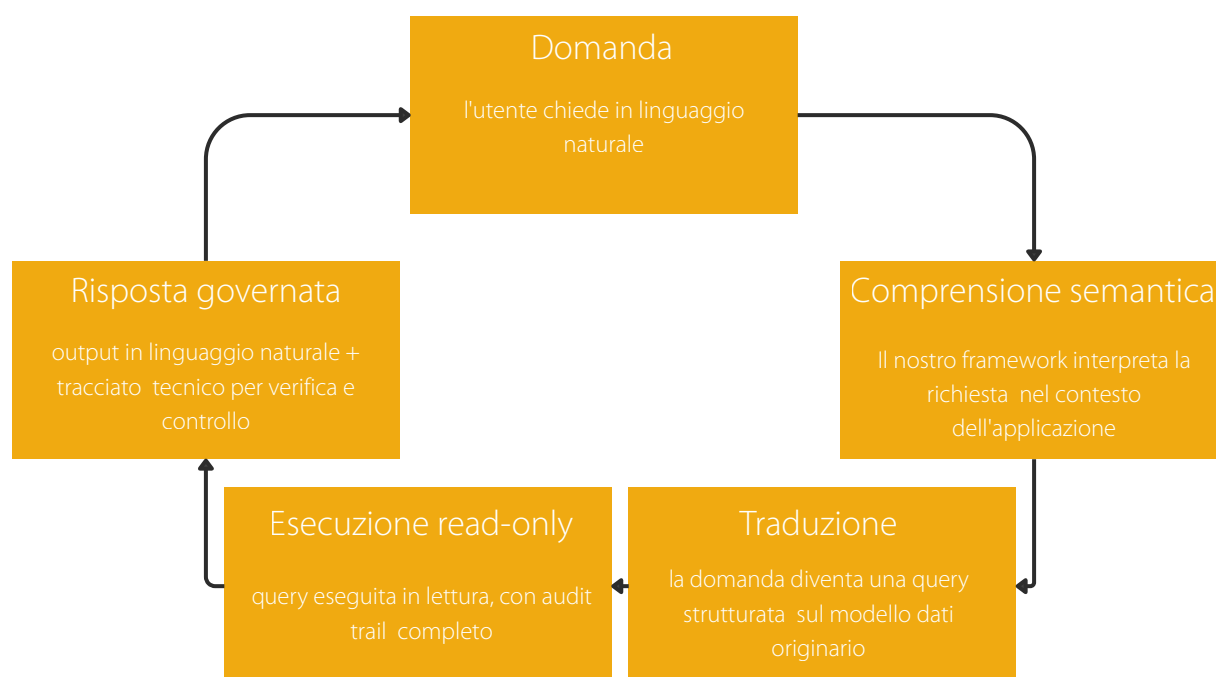 Domanda
l'utente chiede in linguaggio
naturale
Comprensione semantica
Il nostro framework interpreta la
richiesta nel contesto
dell'applicazione
Traduzione
la domanda diventa una query
strutturata sul modello dati
originario
Esecuzione read-only
query eseguita in lettura, con audit
trail completo
Risposta governata
output in linguaggio naturale +
tracciato tecnico per verifica e
controllo